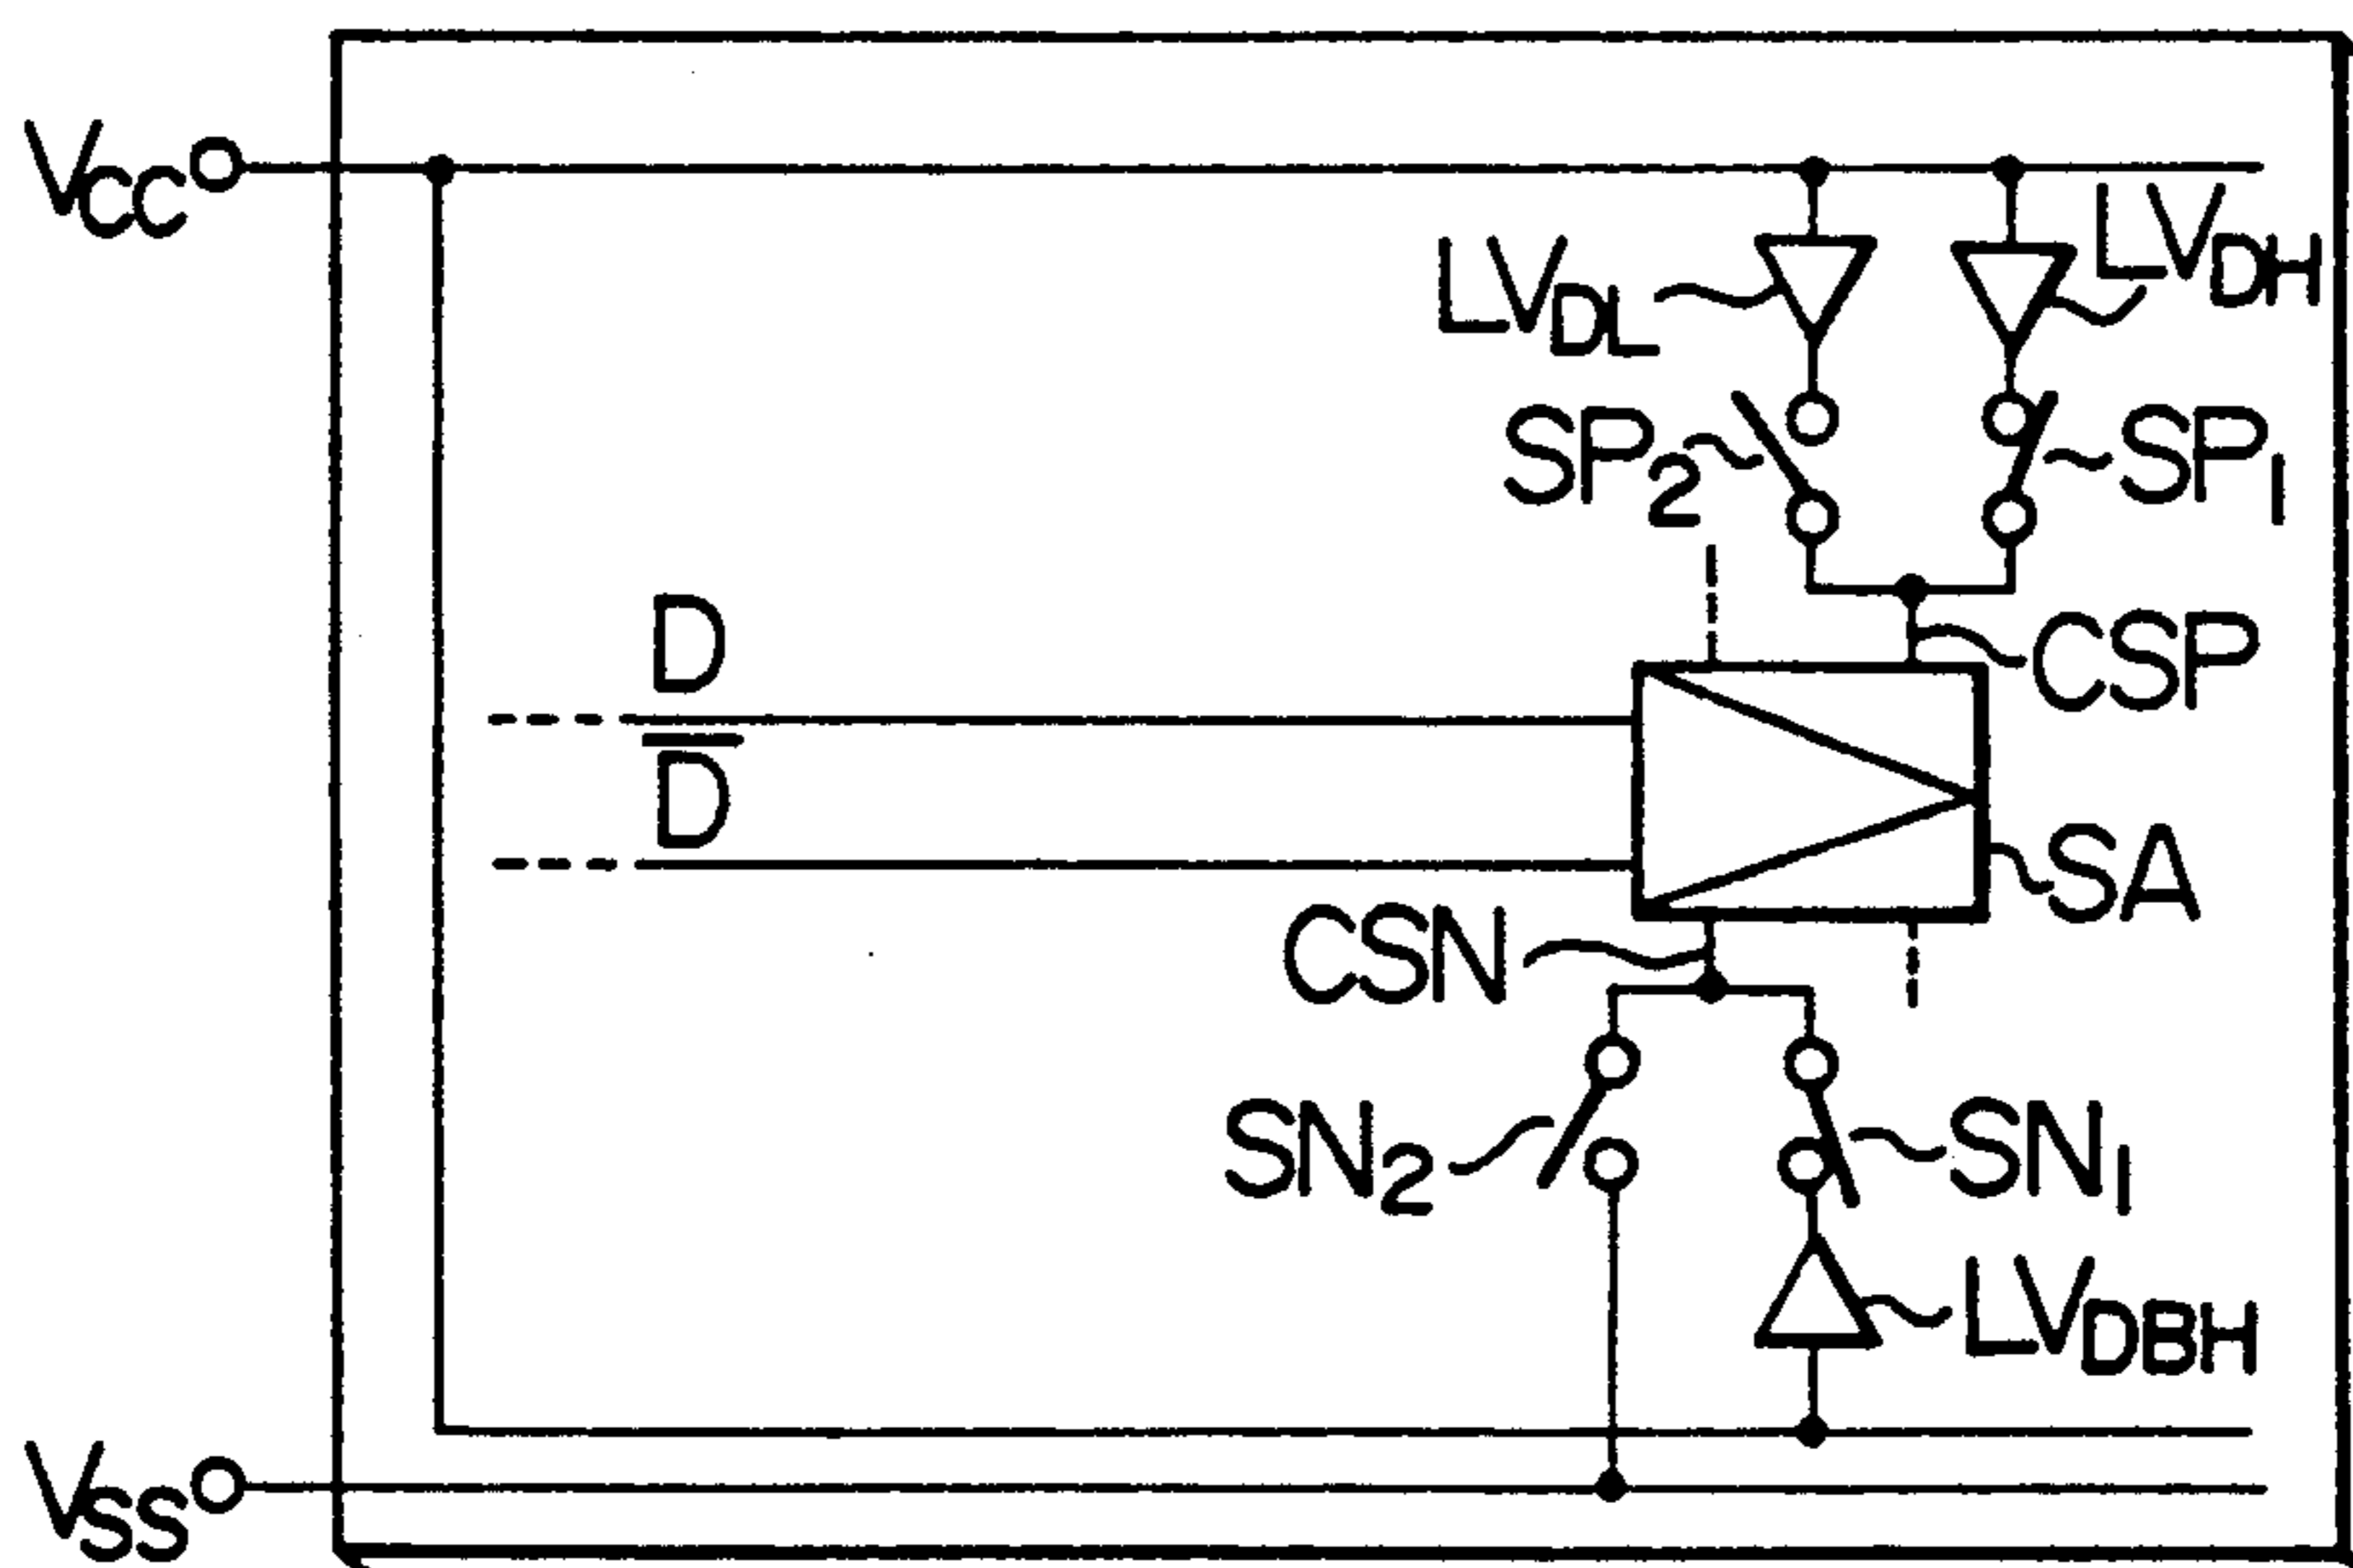 VCC
LVDL
LVDH
SP2
SP1
D
CSP
D̅
SA
CSN
SN2
SN1
LVDBH
VSS